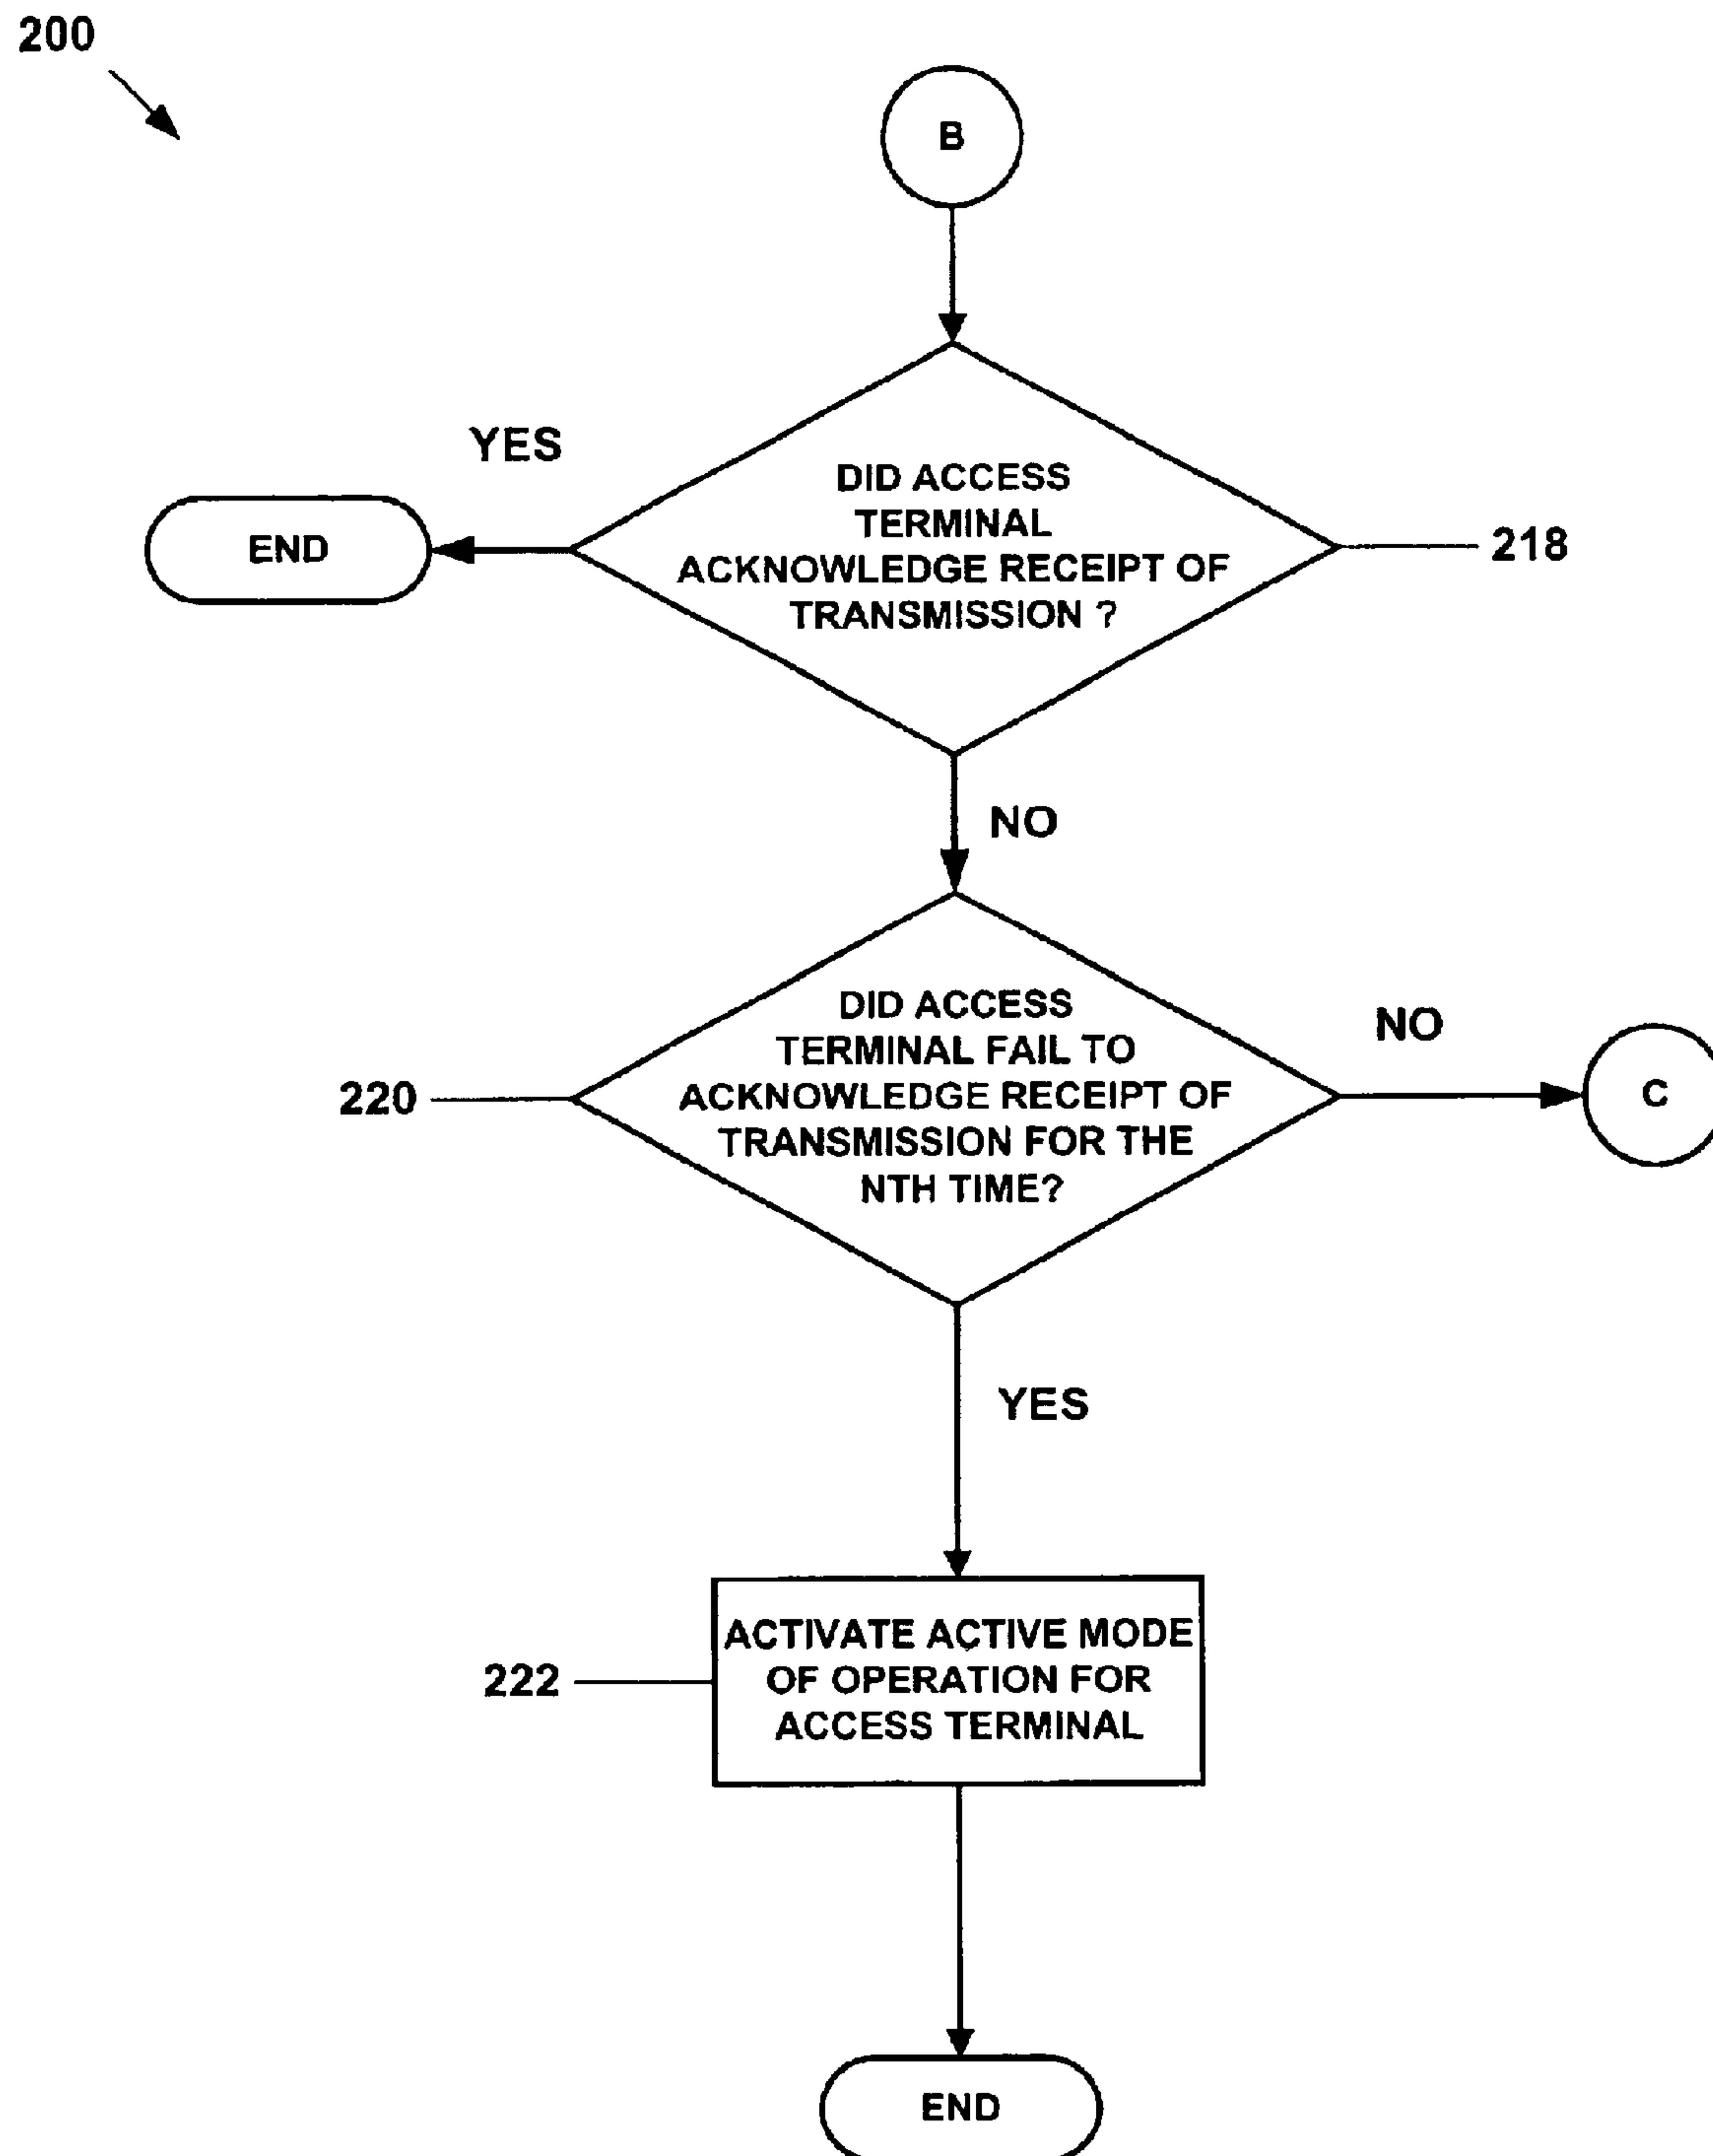 200
B
YES
DID ACCESS
TERMINAL
ACKNOWLEDGE RECEIPT OF
TRANSMISSION ?
END
218
NO
DID ACCESS
TERMINAL FAIL TO
ACKNOWLEDGE RECEIPT OF
TRANSMISSION FOR THE
NTH TIME?
220
NO
C
YES
ACTIVATE ACTIVE MODE
OF OPERATION FOR
ACCESS TERMINAL
222
END